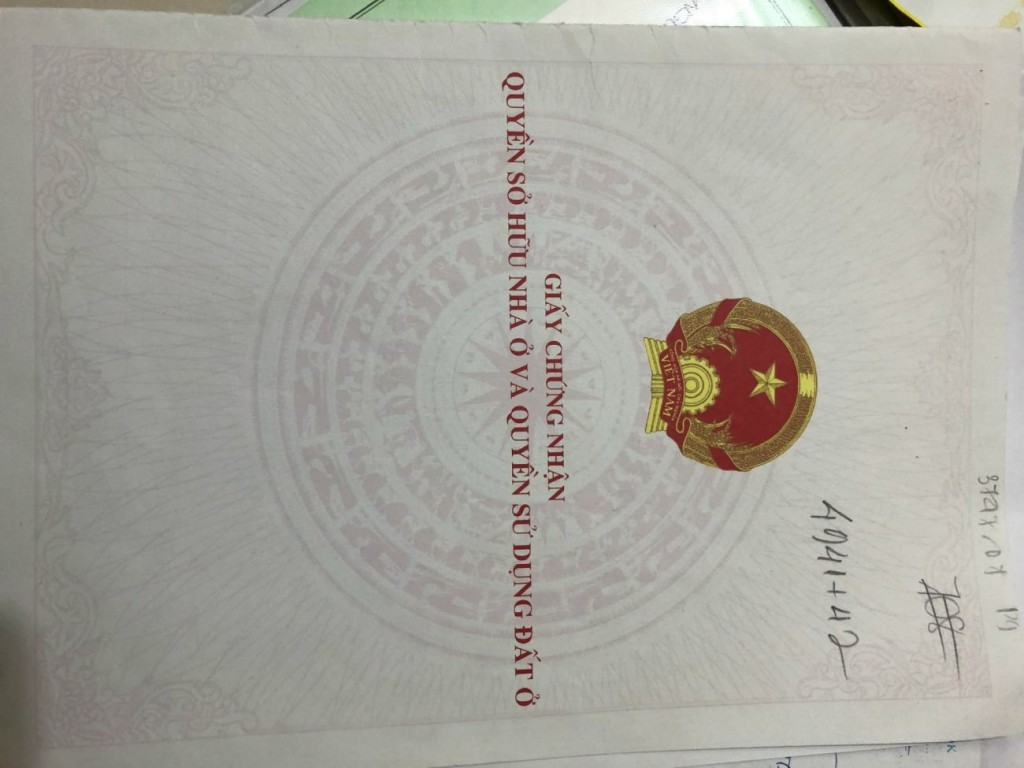 4941+42
VIỆT NAM
GIẤY CHỨNG NHẬN
QUYỀN SỞ HỮU NHÀ Ở VÀ QUYỀN SỬ DỤNG ĐẤT Ở